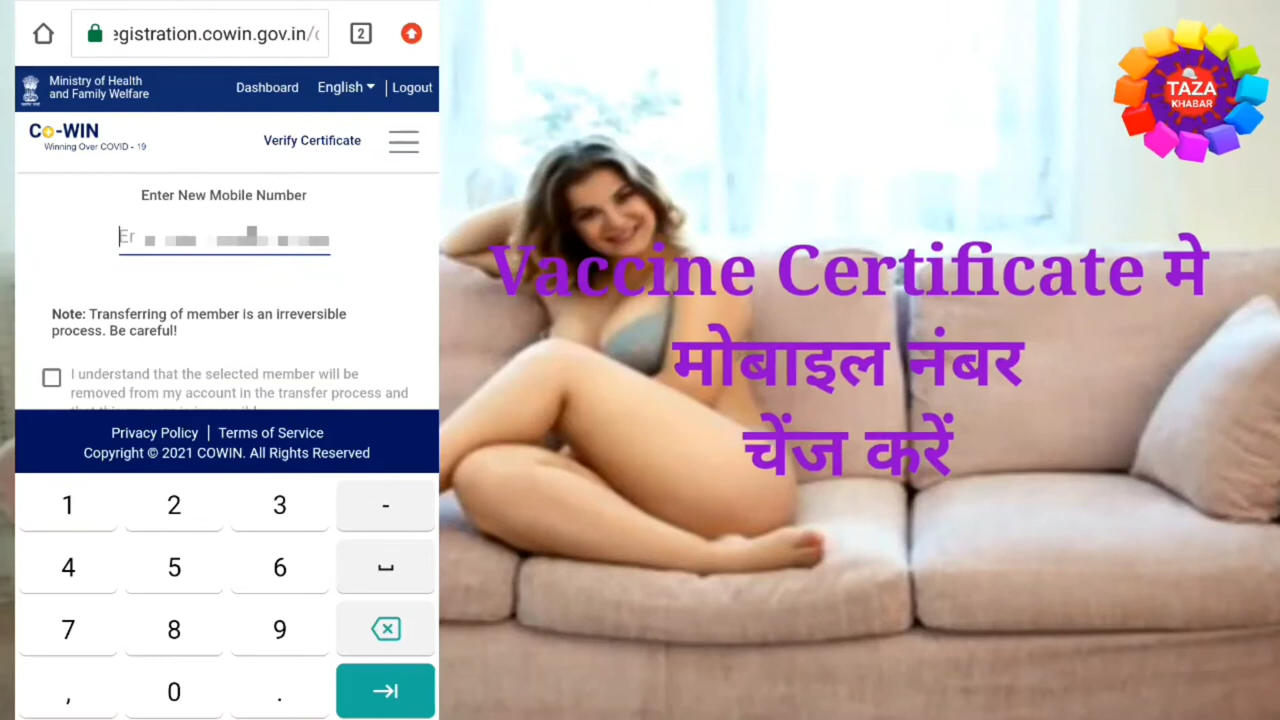 egistration.cowin.gov.in/
2
Ministry of Health
and Family Welfare
Dashboard English Logout
Co-WIN
Winning Over COVID - 19
Verify Certificate
Enter New Mobile Number
Er
Note: Transferring of member is an irreversible
process. Be careful!
I understand that the selected member will be
removed from my account in the transfer process and
Privacy Policy | Terms of Service
Copyright © 2021 COWIN. All Rights Reserved
1 2 3 -
4 5 6
7 8 9
, 0 .
TAZA
KHABAR
Vaccine Certificate मे
मोबाइल नंबर
चेंज करें